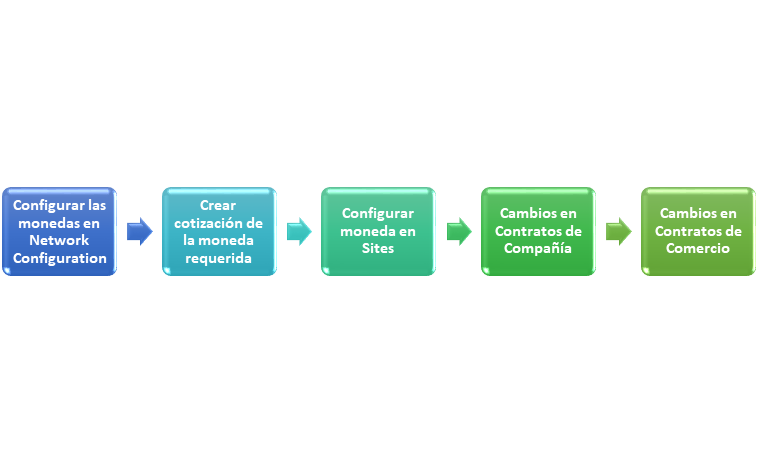 Configurar las
monedas en
Network
Configuration
Crear
cotización de
la moneda
requerida
Configurar
moneda en
Sites
Cambios en
Contratos de
Compañía
Cambios en
Contratos de
Comercio